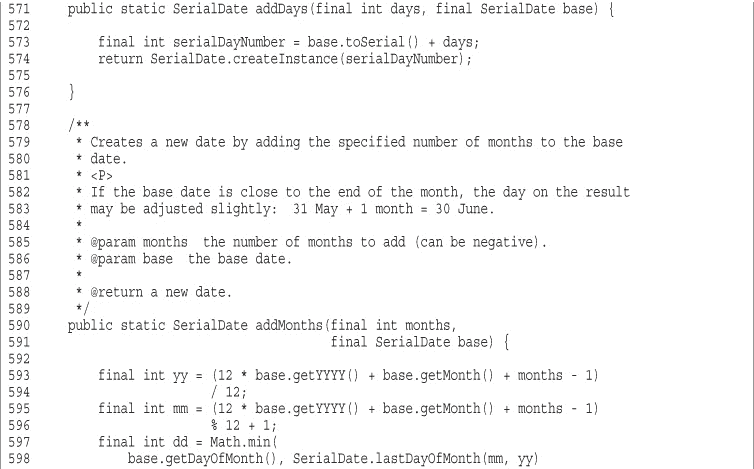 571     public static SerialDate addDays(final int days, final SerialDate base) {
572
573         final int serialDayNumber = base.toSerial() + days;
574         return SerialDate.createInstance(serialDayNumber);
575
576     }
577
578     /**
579      * Creates a new date by adding the specified number of months to the base
580      * date.
581      * <P>
582      * If the base date is close to the end of the month, the day on the result
583      * may be adjusted slightly:  31 May + 1 month = 30 June.
584      *
585      * @param months  the number of months to add (can be negative).
586      * @param base  the base date.
587      *
588      * @return a new date.
589      */
590     public static SerialDate addMonths(final int months,
591                                        final SerialDate base) {
592
593         final int yy = (12 * base.getYYYY() + base.getMonth() + months - 1)
594                        / 12;
595         final int mm = (12 * base.getYYYY() + base.getMonth() + months - 1)
596                        % 12 + 1;
597         final int dd = Math.min(
598             base.getDayOfMonth(), SerialDate.lastDayOfMonth(mm, yy)